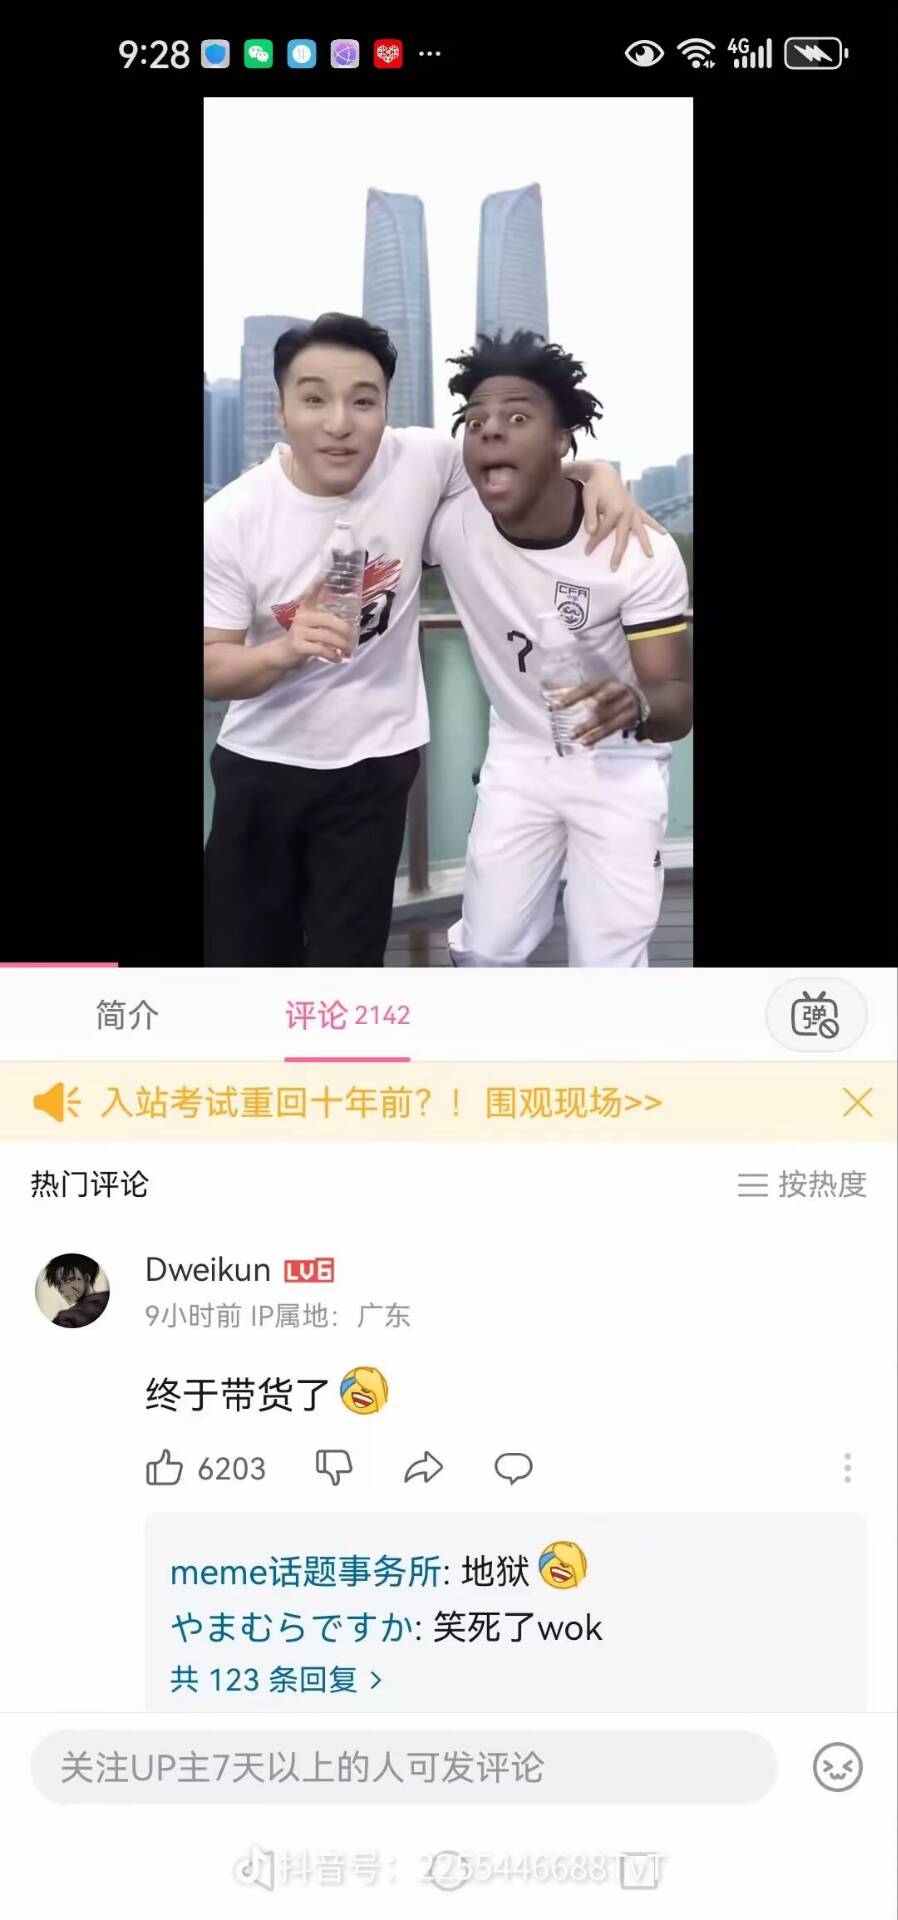 9:28
4G
CFA
中国
7
简介
评论 2142
弹
入站考试重回十年前？！围观现场>>
热门评论
按热度
Dweikun LV6
9小时前 IP属地：广东
终于带货了
6203
meme话题事务所: 地狱
やまむらですか: 笑死了wok
共 123 条回复 >
关注UP主7天以上的人可发评论
抖音号：2255446688TvT